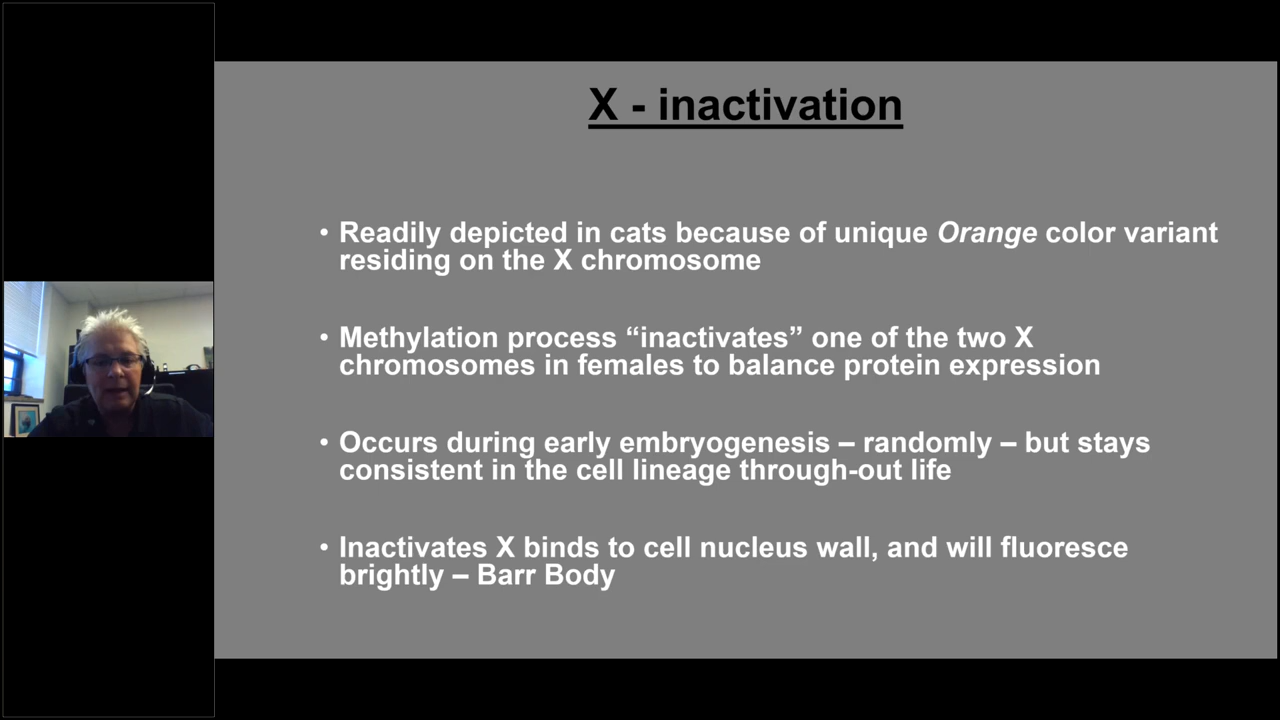 X - inactivation
• Readily depicted in cats because of unique Orange color variant
residing on the X chromosome
• Methylation process “inactivates” one of the two X
chromosomes in females to balance protein expression
• Occurs during early embryogenesis – randomly – but stays
consistent in the cell lineage through-out life
• Inactivates X binds to cell nucleus wall, and will fluoresce
brightly – Barr Body